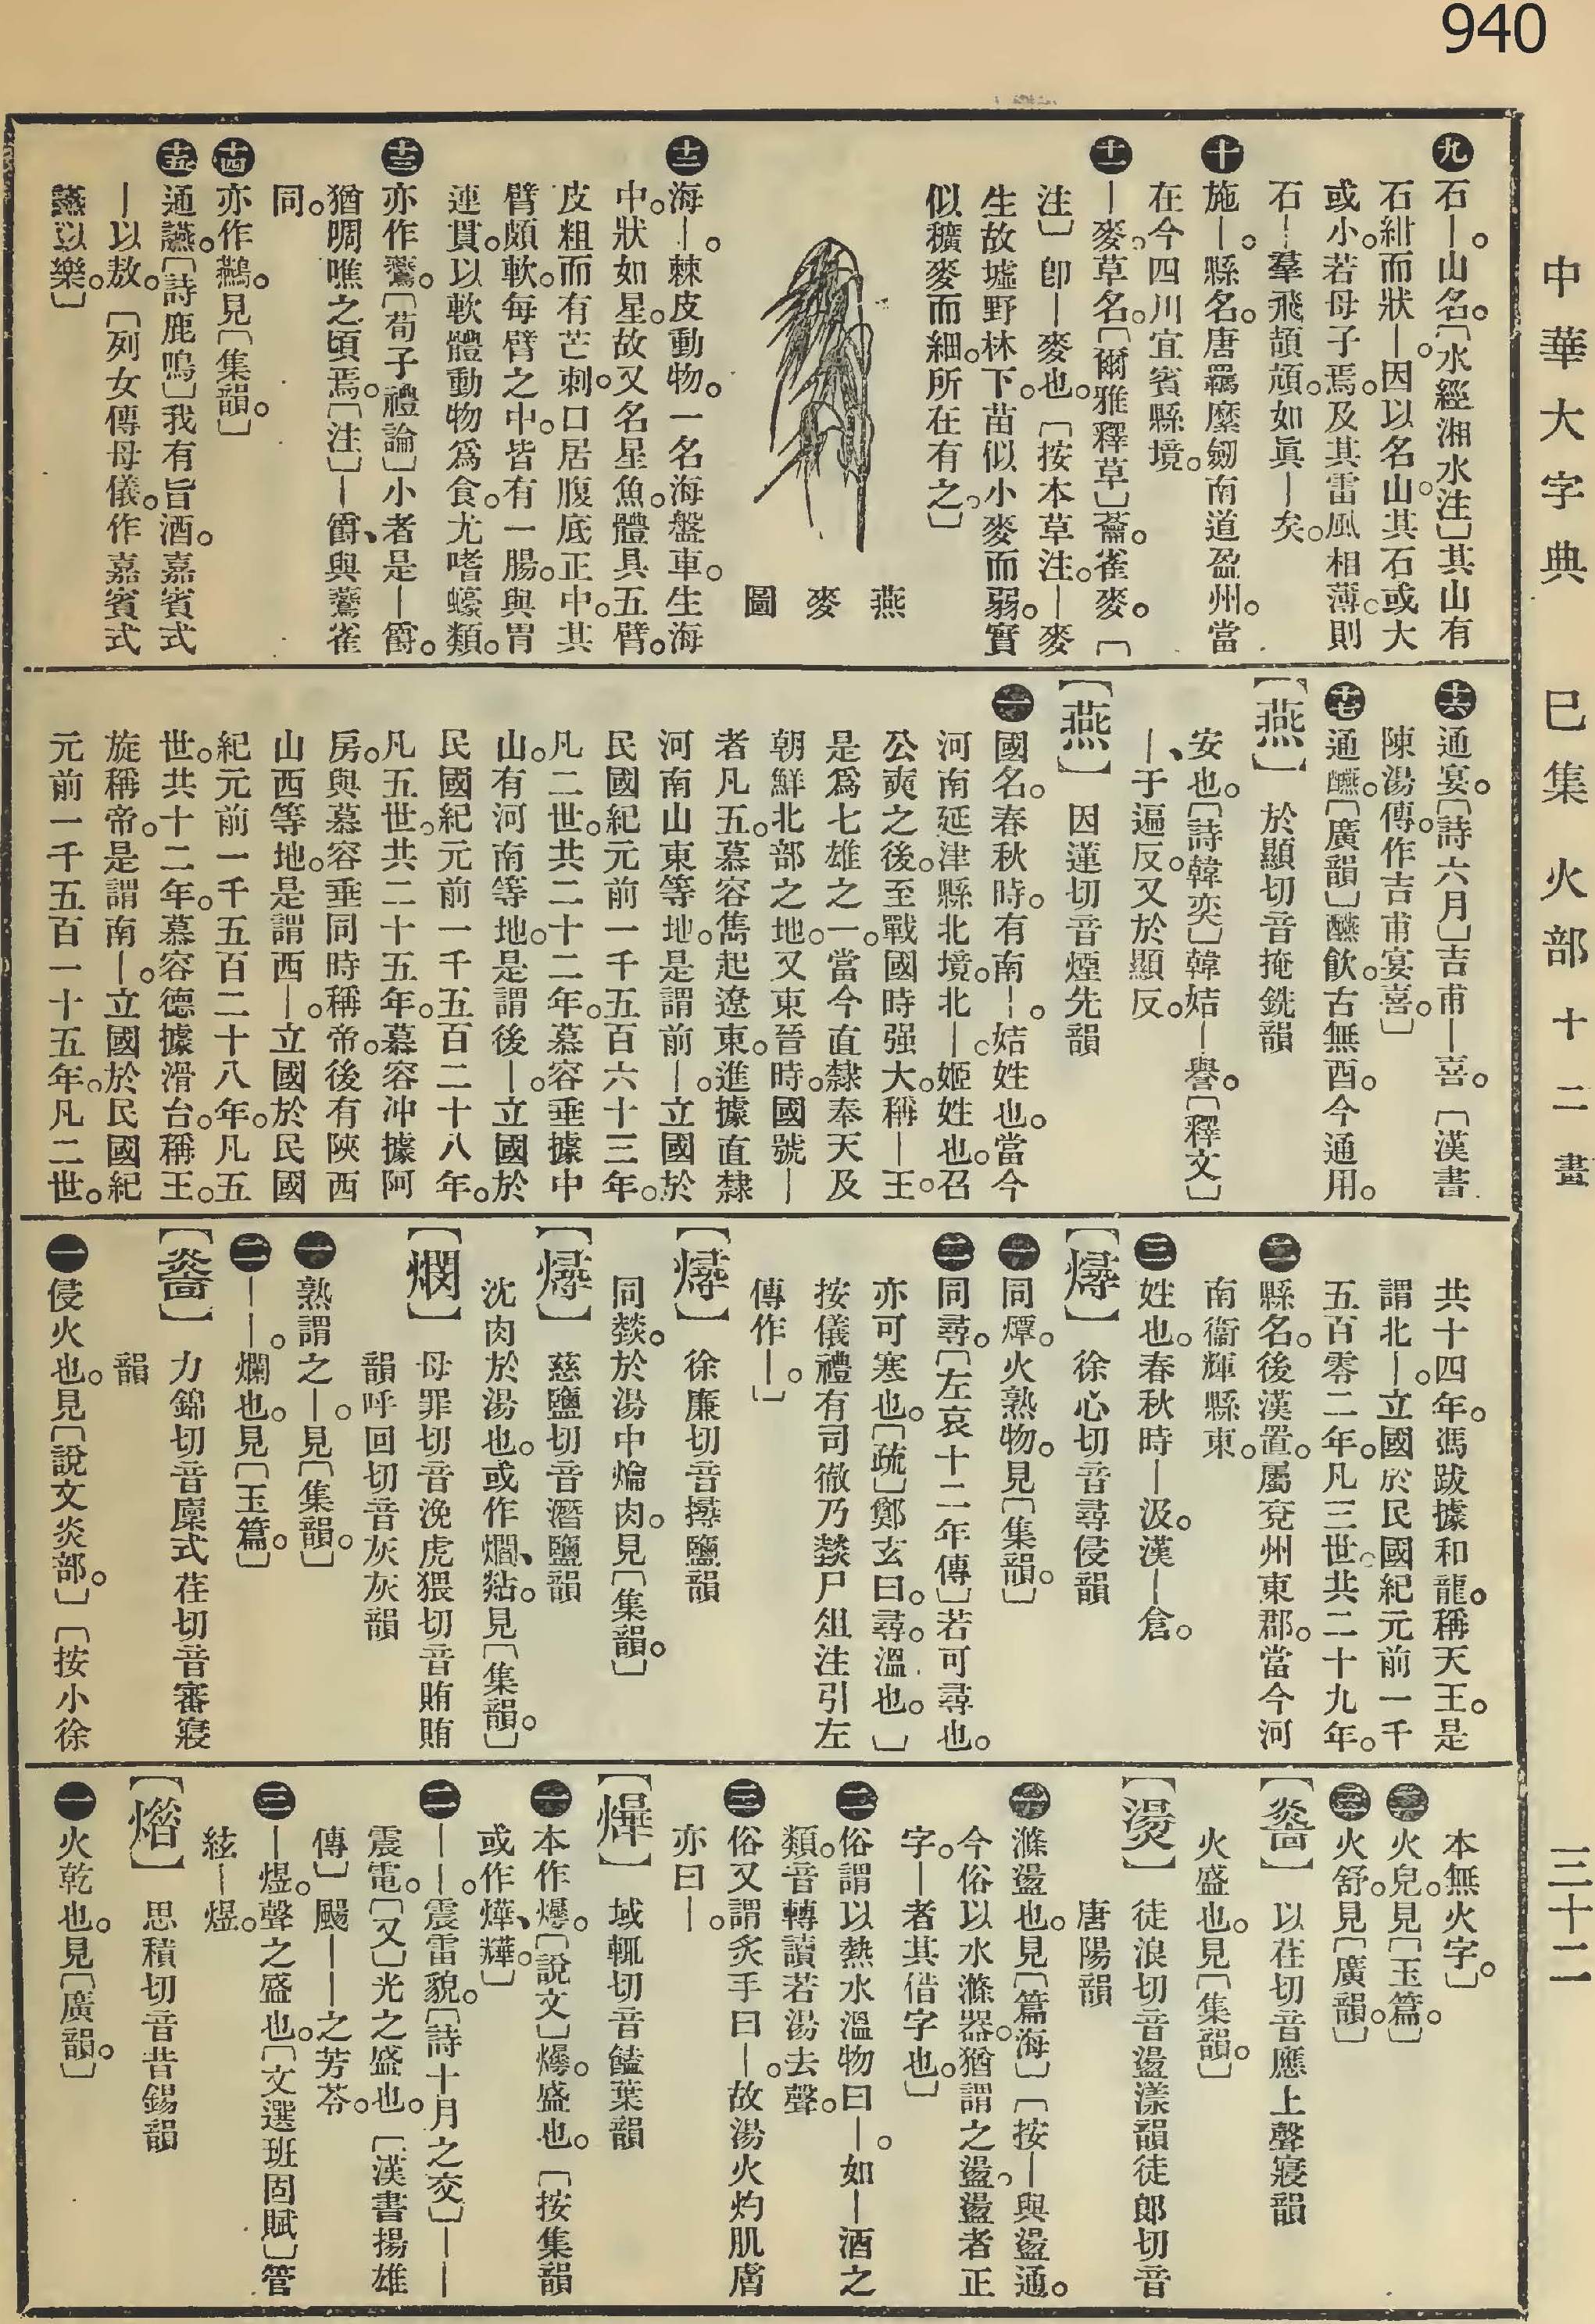 940
中華大字典　巳集　火部　十二畫　三十二
九石｜。山名。〔水經湘水注〕其山有
石紺而狀｜。因以名山。其石或大
或小。若母子焉。及其雷風相薄。則
石｜羣飛頡頏。如眞｜矣。
十施｜。縣名。唐羈縻劒南道盈州。當
在今四川宜賓縣境。
十一｜麥。草名。〔爾雅釋草〕蘥。雀麥。〔
注〕卽｜麥也。〔按本草注。｜麥
生故墟野林下。苗似小麥而弱。實
似穬麥而細。所在有之。〕
燕麥圖
十二海｜。棘皮動物。一名海盤車。生海
中。狀如星。故又名星魚。體具五臂。
皮粗而有芒刺。口居腹底正中。其
臂頗軟。每臂之中。皆有一腸。與胃
連貫。以軟體動物爲食。尤嗜蠔類。
十三亦作鷰。〔荀子禮論〕小者是｜爵。
猶啁噍之頃焉。〔注〕｜爵、與鷰雀
同。
十四亦作鷰。見〔集韻。〕
十五通讌。〔詩鹿鳴〕我有旨酒。嘉賓式
｜以敖。〔列女傳母儀。作嘉賓式
讌以樂。〕
十六通宴。〔詩六月〕吉甫｜喜。〔漢書
陳湯傳。作吉甫宴喜。〕
十七通醼。〔廣韻〕醼飮。古無酉。今通用。
【燕】　於顯切音掩銑韻
安也。〔詩韓奕〕韓姞｜譽。〔釋文〕
｜、于遍反。又於顯反。
【燕】　因蓮切音煙先韻
一國名。春秋時。有南｜。姞姓也。當今
河南延津縣北境。北｜。姬姓也。召
公奭之後。至戰國時强大。稱｜王。
是爲七雄之一。當今直隸奉天及
朝鮮北部之地。又東晉時。國號｜
者凡五。慕容雋起遼東。進據直隸
河南山東等地。是謂前｜。立國於
民國紀元前一千五百六十三年。
凡二世。共二十二年。慕容垂據中
山。有河南等地。是謂後｜。立國於
民國紀元前一千五百二十八年。
凡五世。共二十五年。慕容冲據阿
房。與慕容垂同時稱帝。後有陝西
山西等地。是謂西｜。立國於民國
紀元前一千五百二十八年。凡五
世。共十二年。慕容德據滑台。稱王。
旋稱帝。是謂南｜。立國於民國紀
元前一千五百一十五年。凡二世。
共十四年。馮跋據和龍。稱天王。是
謂北｜。立國於民國紀元前一千
五百零二年。凡三世。共二十九年。
二縣名。後漢置。屬兗州東郡。當今河
南衞輝縣東。
三姓也。春秋時｜汲。漢｜倉。
【燖】　徐心切音尋侵韻
一同燂。火熟物。見〔集韻。〕
二同尋。〔左哀十二年傳〕若可尋也。
亦可寒也。〔疏〕鄭玄曰。尋。溫也。〕
按儀禮有司徹乃燅尸俎注引左
傳作｜。〕
【燖】　徐廉切音撏鹽韻
同燅。於湯中爚肉。見〔集韻。〕
【燖】　慈鹽切音潛鹽韻
沈肉於湯也。或作爓、䊀。見〔集韻。〕
【燘】　母罪切音浼虎猥切音賄賄
韻呼回切音灰灰韻
一熟謂之｜。見〔集韻。〕
二｜｜。爛也。見〔玉篇。〕
【燣】　力錦切音廩式荏切音審寢
韻
一侵火也。見〔說文炎部。〕〔按小徐
本無火字。〕
二火皃。見〔玉篇。〕
三火舒。見〔廣韻。〕
【燣】　以荏切音應上聲寢韻
火盛也。見〔集韻。〕
【燙】　徒浪切音盪漾韻徒郎切音
唐陽韻
一滌盪也。見〔篇海〕〔按｜與盪通。
今俗以水滌器。猶謂之盪。盪者正
字。｜者其借字也。〕
二俗謂以熱水溫物曰｜。如｜酒之
類。音轉讀若湯去聲。
三俗又謂炙手曰｜。故湯火灼肌膚
亦曰｜。
【燁】　域輒切音饁葉韻
一本作爗。〔說文〕爗。盛也。〔按集韻
或作燁、㷸。〕
二｜｜。震雷貌。〔詩十月之交〕｜｜
震電。〔又〕光之盛也。〔漢書揚雄
傳〕颺｜｜之芳苓。
三｜煜。聲之盛也。〔文選班固賦〕管
絃｜煜。
【熻】　思積切音昔錫韻
一火乾也。見〔廣韻。〕